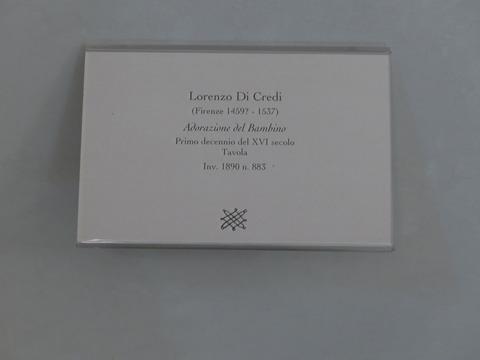 Lorenzo Di Credi
(Firenze 1459? - 1537)
Adorazione del Bambino
Primo decennio del XVI secolo
Tavola
Inv. 1890 n. 883